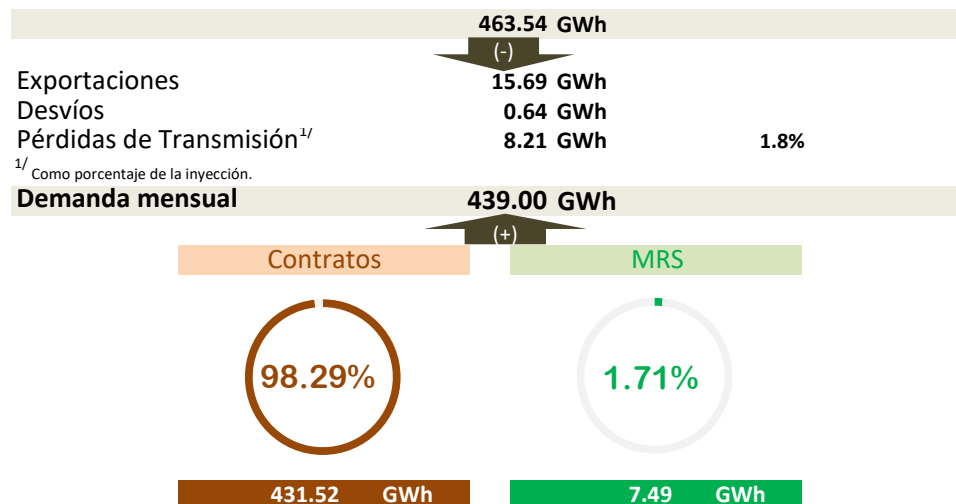 463.54 GWh
(-)
Exportaciones 15.69 GWh
Desvíos 0.64 GWh
Pérdidas de Transmisión1/ 8.21 GWh 1.8%
1/ Como porcentaje de la inyección.
Demanda mensual 439.00 GWh
(+)
Contratos MRS
98.29% 1.71%
431.52 GWh 7.49 GWh